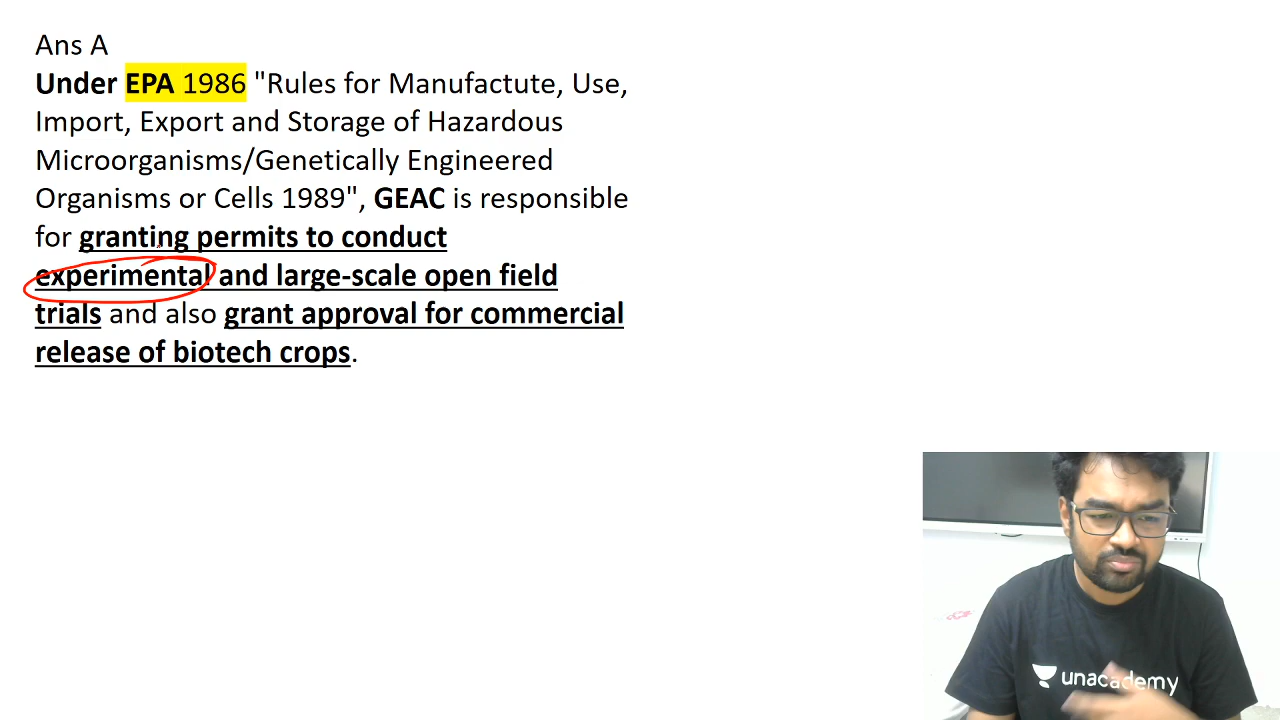 Ans A
Under EPA 1986 "Rules for Manufactute, Use,
Import, Export and Storage of Hazardous
Microorganisms/Genetically Engineered
Organisms or Cells 1989", GEAC is responsible
for granting permits to conduct
experimental and large-scale open field
trials and also grant approval for commercial
release of biotech crops.
unacademy